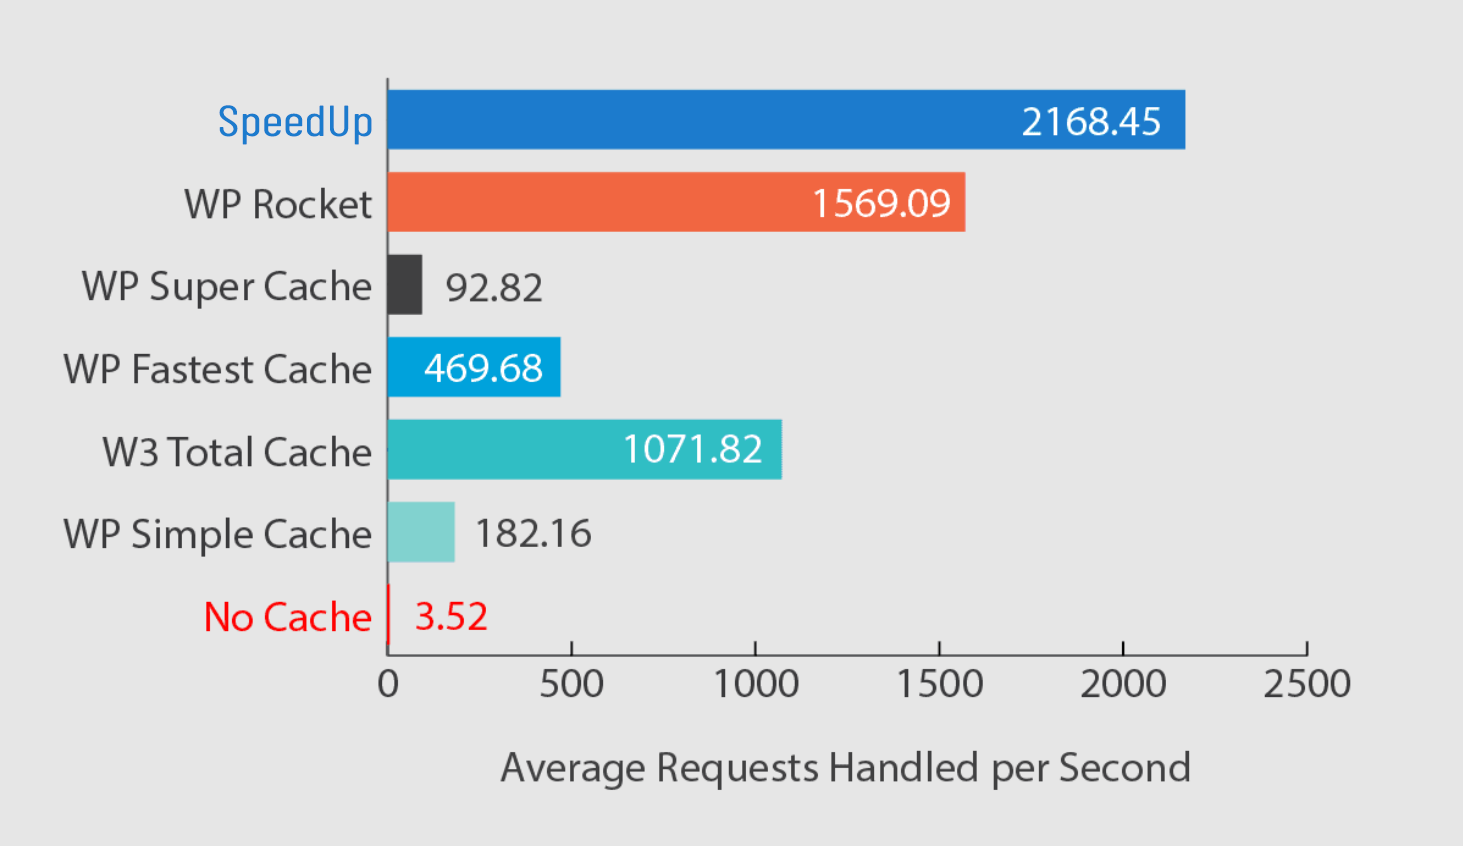 SpeedUp 2168.45
WP Rocket 1569.09
WP Super Cache 92.82
WP Fastest Cache 469.68
W3 Total Cache 1071.82
WP Simple Cache 182.16
No Cache 3.52
0 500 1000 1500 2000 2500
Average Requests Handled per Second